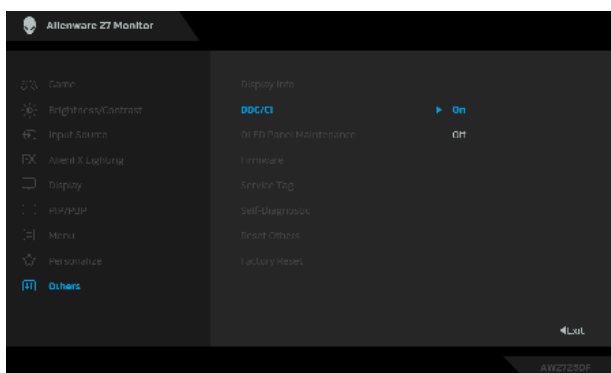 Alienware 27 Monitor
Game
Display Info
Brightness/Contrast
DDC/CI
On
Input Source
OLED Panel Maintenance
Off
AlienFX Lighting
Firmware
Display
Service Tag
PIP/PBP
Self-Diagnostic
Menu
Reset Others
Personalize
Factory Reset
Others
Exit
AW2725DF